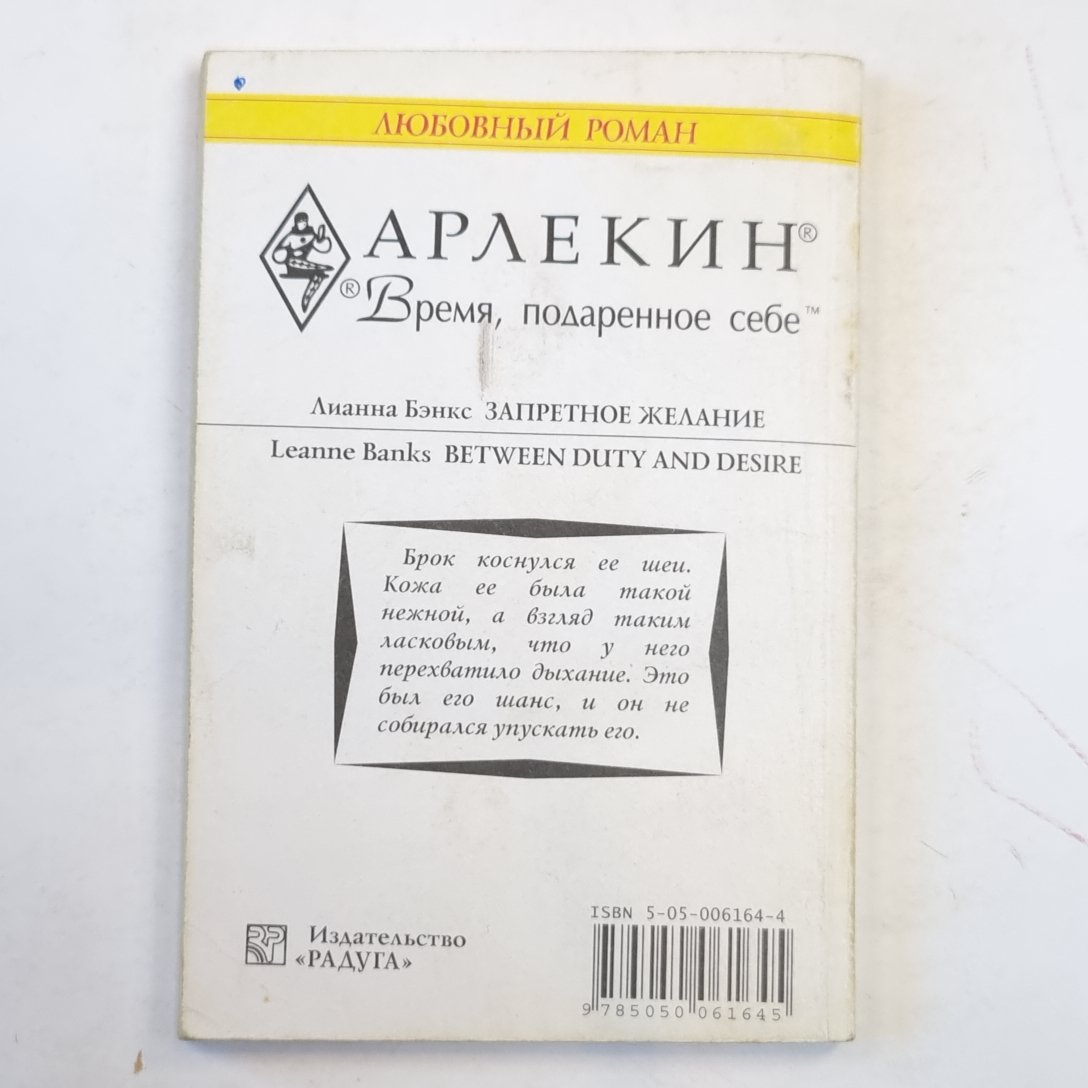 ЛЮБОВНЫЙ РОМАН
АРЛЕКИН®
® Время, подаренное себе™
Лианна Бэнкс ЗАПРЕТНОЕ ЖЕЛАНИЕ
Leanne Banks BETWEEN DUTY AND DESIRE
Брок коснулся ее шеи.
Кожа ее была такой
нежной, а взгляд таким
ласковым, что у него
перехватило дыхание. Это
был его шанс, и он не
собирался упускать его.
ISBN 5-05-006164-4
Издательство
«РАДУГА»
9 785050 061645